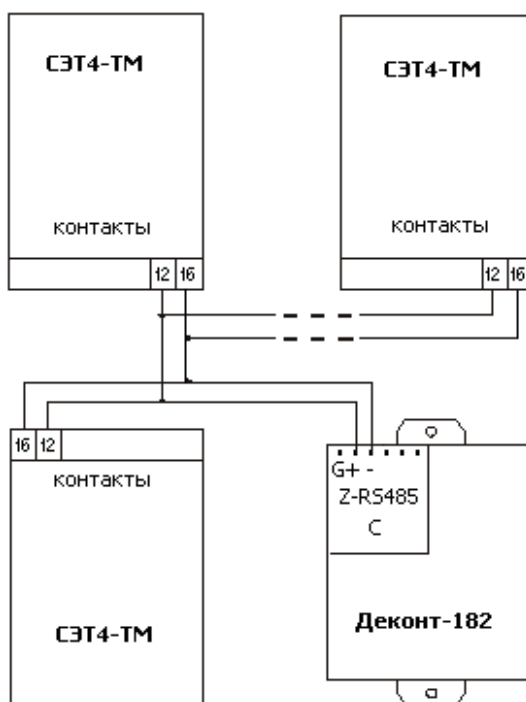 СЭТ4-ТМ
СЭТ4-ТМ
контакты
контакты
12 16
12 16
16 12
контакты
СЭТ4-ТМ
G+ -
Z-RS485
C
Деконт-182